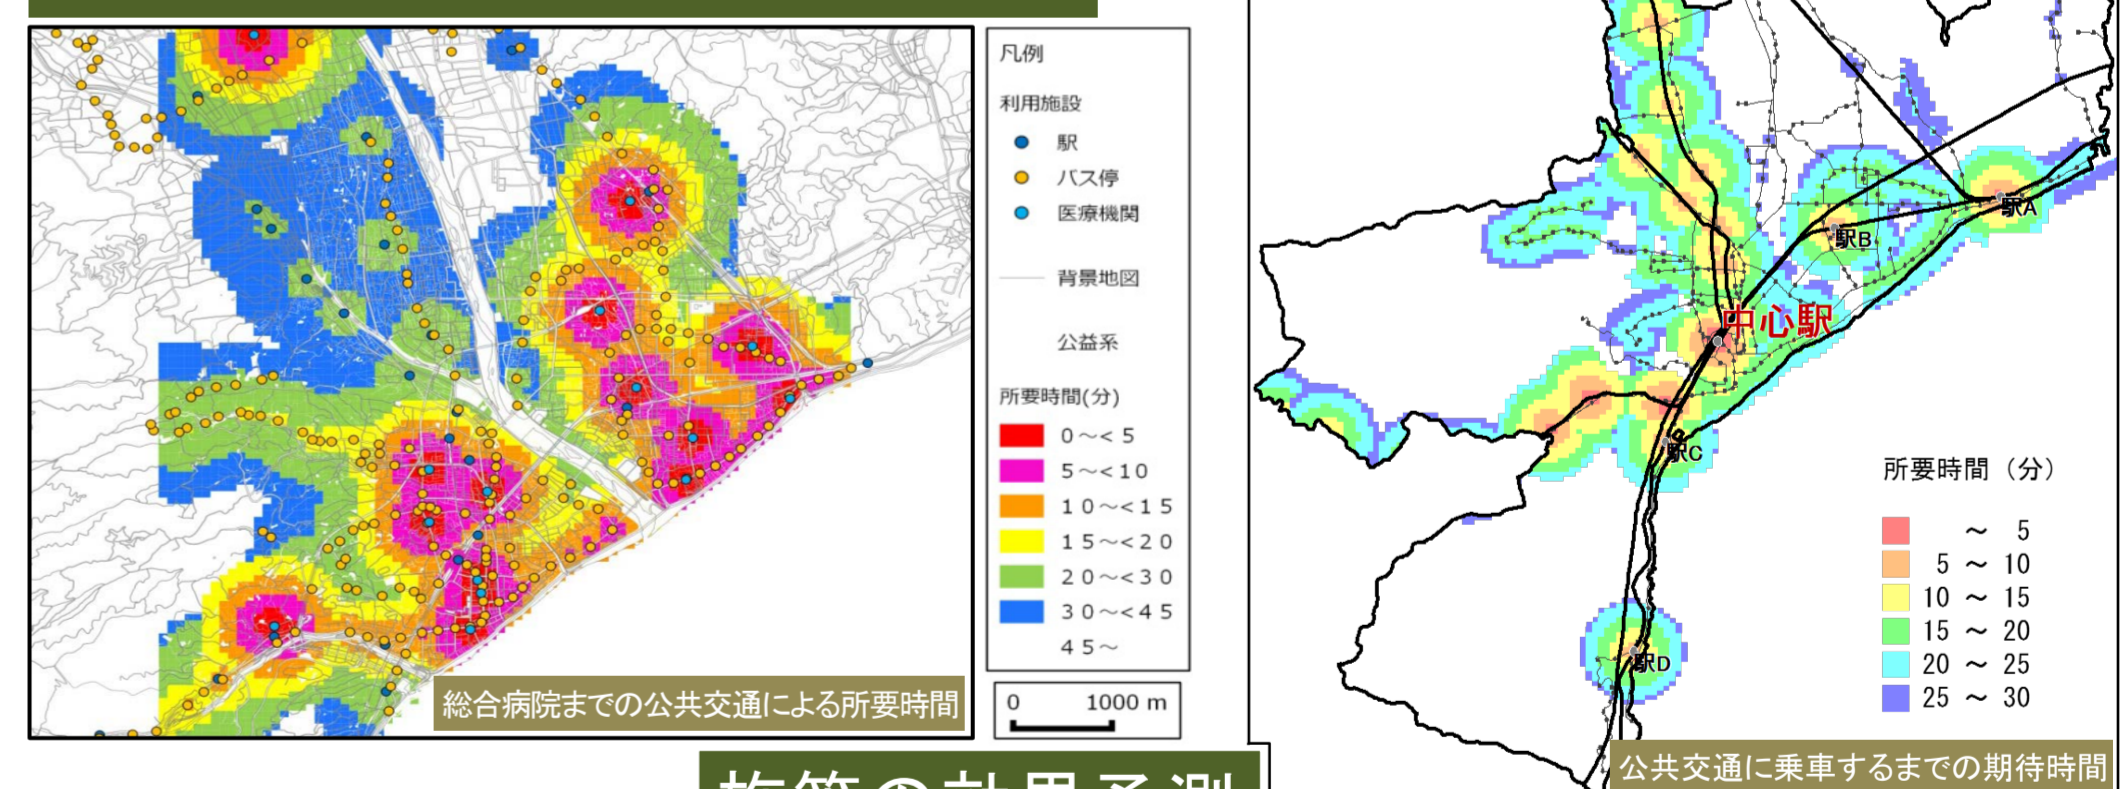 凡例
利用施設
駅
バス停
医療機関
背景地図
公益系
所要時間(分)
0～<5
5～<10
10～<15
15～<20
20～<30
30～<45
45～
0 1000 m
総合病院までの公共交通による所要時間
駅A
駅B
中心駅
駅C
駅D
所要時間（分）
～ 5
5 ～ 10
10 ～ 15
15 ～ 20
20 ～ 25
25 ～ 30
公共交通に乗車するまでの期待時間